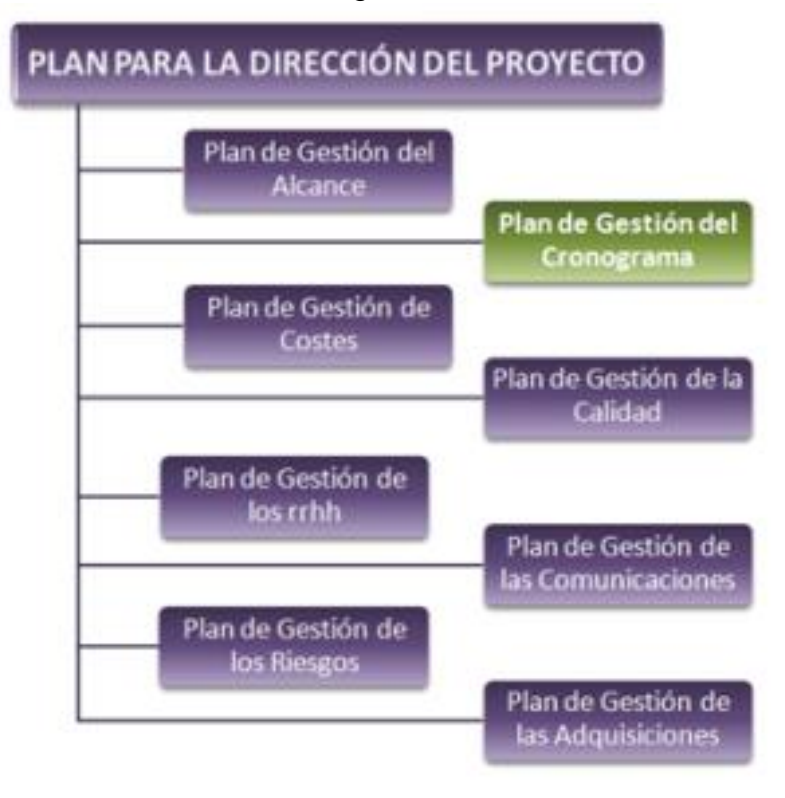 PLAN PARA LA DIRECCIÓN DEL PROYECTO
Plan de Gestión del
Alcance
Plan de Gestión del
Cronograma
Plan de Gestión de
Costes
Plan de Gestión de la
Calidad
Plan de Gestión de
los rrhh
Plan de Gestión de
las Comunicaciones
Plan de Gestión de
los Riesgos
Plan de Gestión de
las Adquisiciones